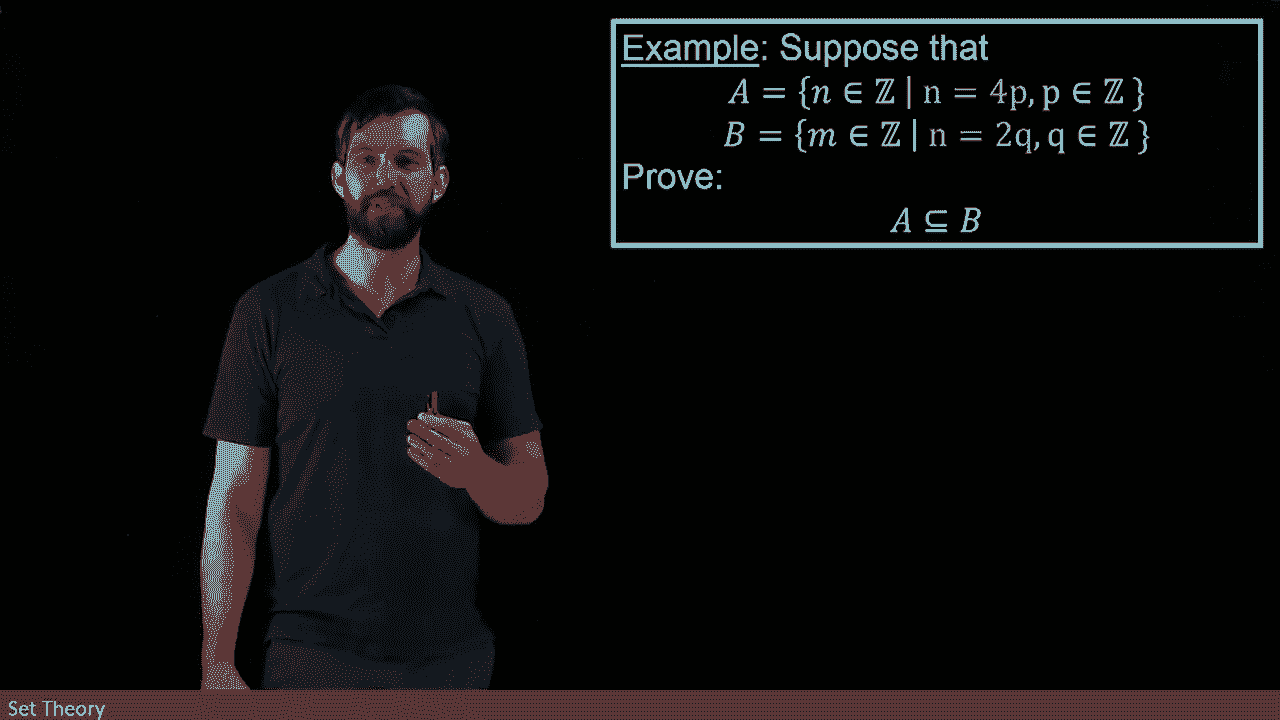 Example: Suppose that
A = {n ∈ ℤ | n = 4p, p ∈ ℤ }
B = {m ∈ ℤ | n = 2q, q ∈ ℤ }
Prove:
A ⊆ B
Set Theory